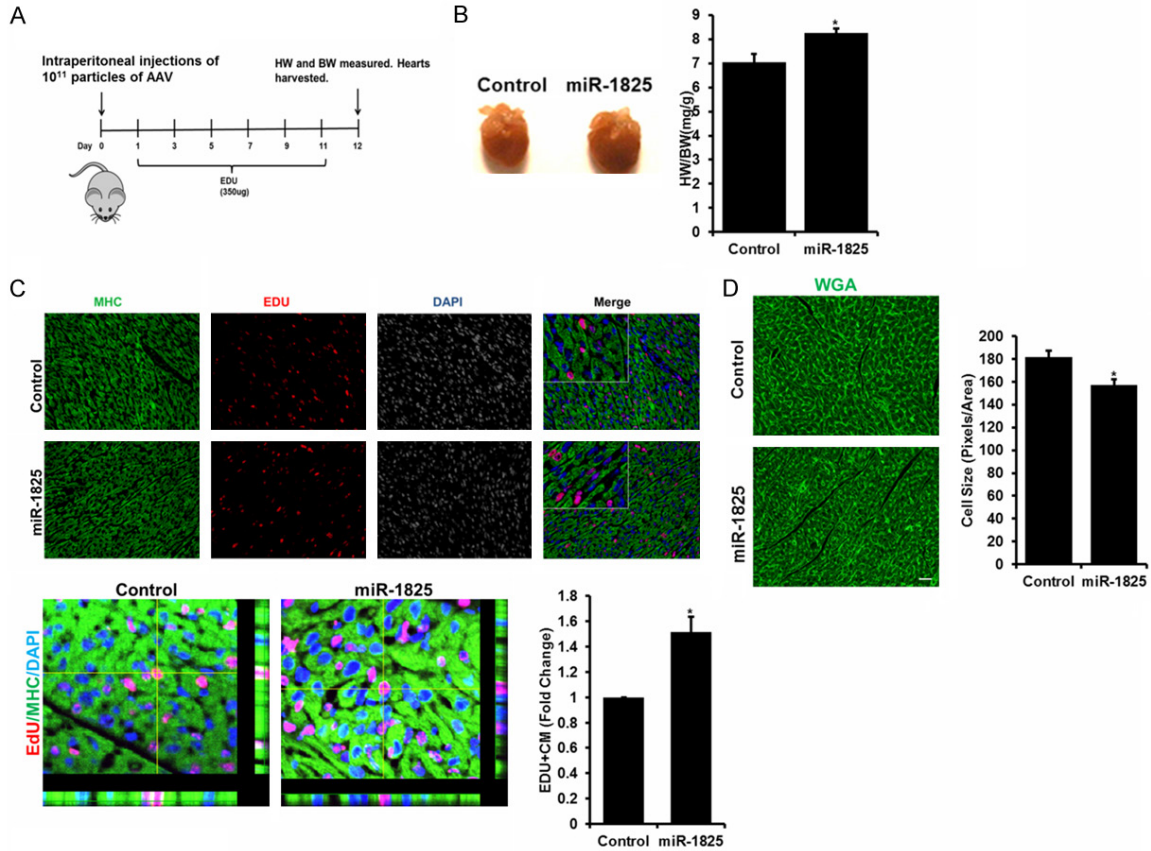 A
Intraperitoneal injections of
10¹¹ particles of AAV
HW and BW measured. Hearts
harvested.
Day 0 1 3 5 7 9 11 12
EDU
(350ug)
B
Control miR-1825
HW/BW(mg/g)
9
8
7
6
5
4
3
2
1
0
*
Control miR-1825
C
MHC EDU DAPI Merge
Control
miR-1825
Control miR-1825
EdU/MHC/DAPI
EDU+CM (Fold Change)
1.8
1.6
1.4
1.2
1
0.8
0.6
0.4
0.2
0
*
Control miR-1825
D
WGA
Control
miR-1825
Cell Size (Pixels/Area)
200
180
160
140
120
100
80
60
40
20
0
*
Control miR-1825